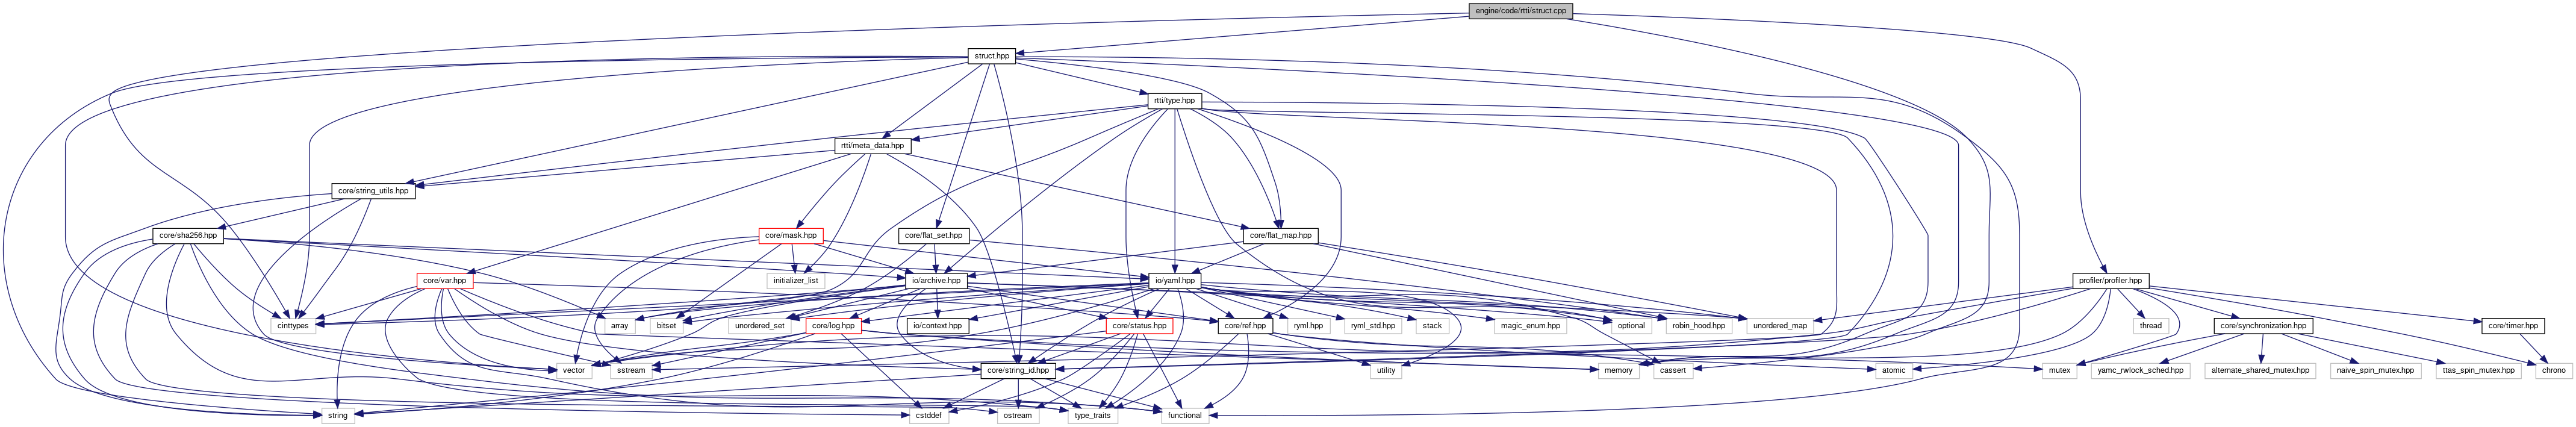 engine/code/rtti/struct.cpp
struct.hpp
rtti/type.hpp
rtti/meta_data.hpp
core/string_utils.hpp
core/sha256.hpp
core/mask.hpp
core/flat_set.hpp
core/flat_map.hpp
core/var.hpp
initializer_list
io/archive.hpp
io/yaml.hpp
profiler/profiler.hpp
cinttypes
array
bitset
unordered_set
core/log.hpp
io/context.hpp
core/status.hpp
core/ref.hpp
ryml.hpp
ryml_std.hpp
stack
magic_enum.hpp
optional
robin_hood.hpp
unordered_map
thread
core/synchronization.hpp
core/timer.hpp
vector
sstream
core/string_id.hpp
utility
memory
cassert
atomic
mutex
yamc_rwlock_sched.hpp
alternate_shared_mutex.hpp
naive_spin_mutex.hpp
ttas_spin_mutex.hpp
chrono
string
cstddef
ostream
type_traits
functional